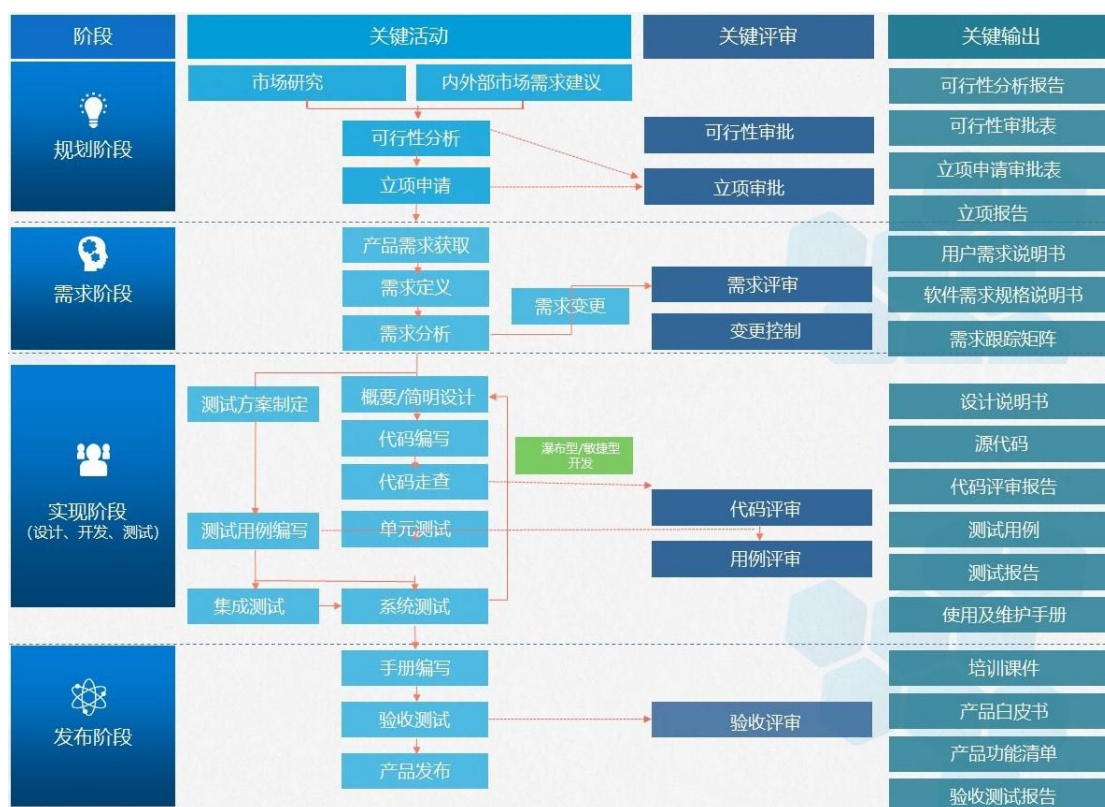 阶段
关键活动
关键评审
关键输出
规划阶段
市场研究
内外部市场需求建议
可行性分析
立项申请
可行性审批
立项审批
可行性分析报告
可行性审批表
立项申请审批表
立项报告
需求阶段
产品需求获取
需求定义
需求分析
需求变更
需求评审
变更控制
用户需求说明书
软件需求规格说明书
需求跟踪矩阵
实现阶段
(设计、开发、测试)
测试方案制定
概要/简明设计
代码编写
代码走查
测试用例编写
单元测试
集成测试
系统测试
瀑布型/敏捷型
开发
代码评审
用例评审
设计说明书
源代码
代码评审报告
测试用例
测试报告
使用及维护手册
发布阶段
手册编写
验收测试
产品发布
验收评审
培训课件
产品白皮书
产品功能清单
验收测试报告